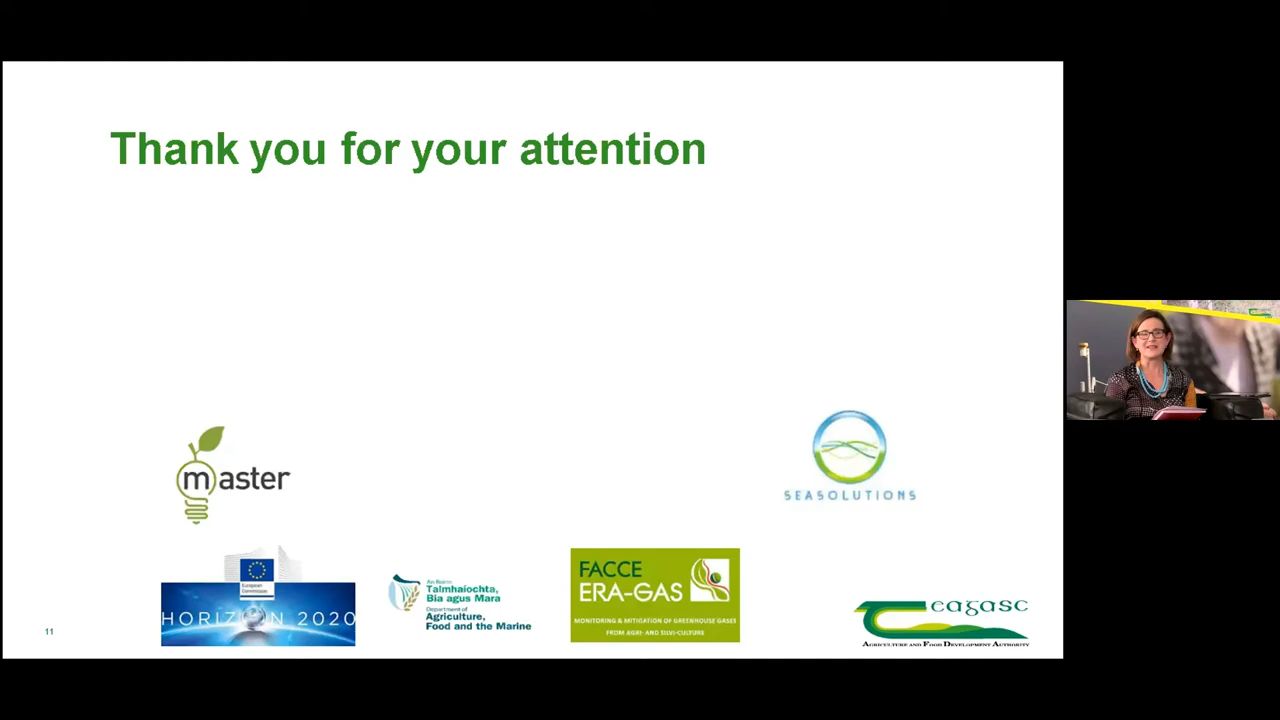 Thank you for your attention
master
SEASOLUTIONS
European
Commission
HORIZON 2020
An Roinn
Talmhaíochta,
Bia agus Mara
Department of
Agriculture,
Food and the Marine
FACCE
ERA-GAS
MONITORING & MITIGATION OF GREENHOUSE GASES
FROM AGRI- AND SILVI-CULTURE
Teagasc
AGRICULTURE AND FOOD DEVELOPMENT AUTHORITY
11